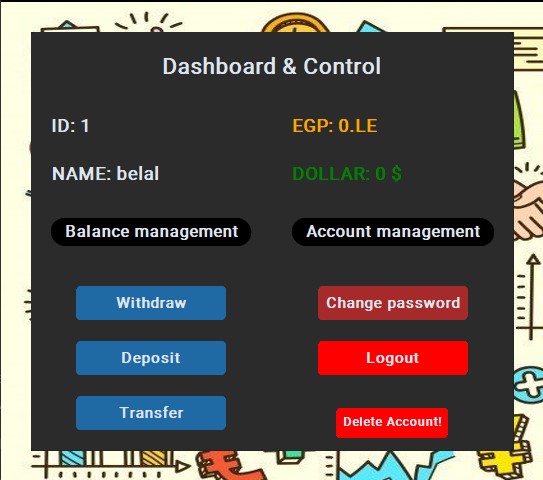 Dashboard & Control
ID: 1
EGP: 0.LE
NAME: belal
DOLLAR: 0 $
Balance management
Account management
Withdraw
Change password
Deposit
Logout
Transfer
Delete Account!